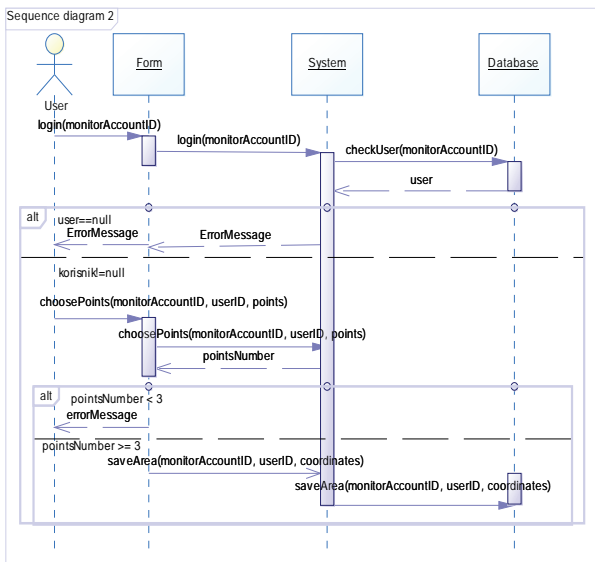 Sequence diagram 2
Form
System
Database
User
login(monitorAccountID)
login(monitorAccountID)
checkUser(monitorAccountID)
user
alt
user==null
ErrorMessage
ErrorMessage
korisnik!=null
choosePoints(monitorAccountID, userID, points)
choosePoints(monitorAccountID, userID, points)
pointsNumber
alt
pointsNumber < 3
errorMessage
pointsNumber >= 3
saveArea(monitorAccountID, userID, coordinates)
saveArea(monitorAccountID, userID, coordinates)